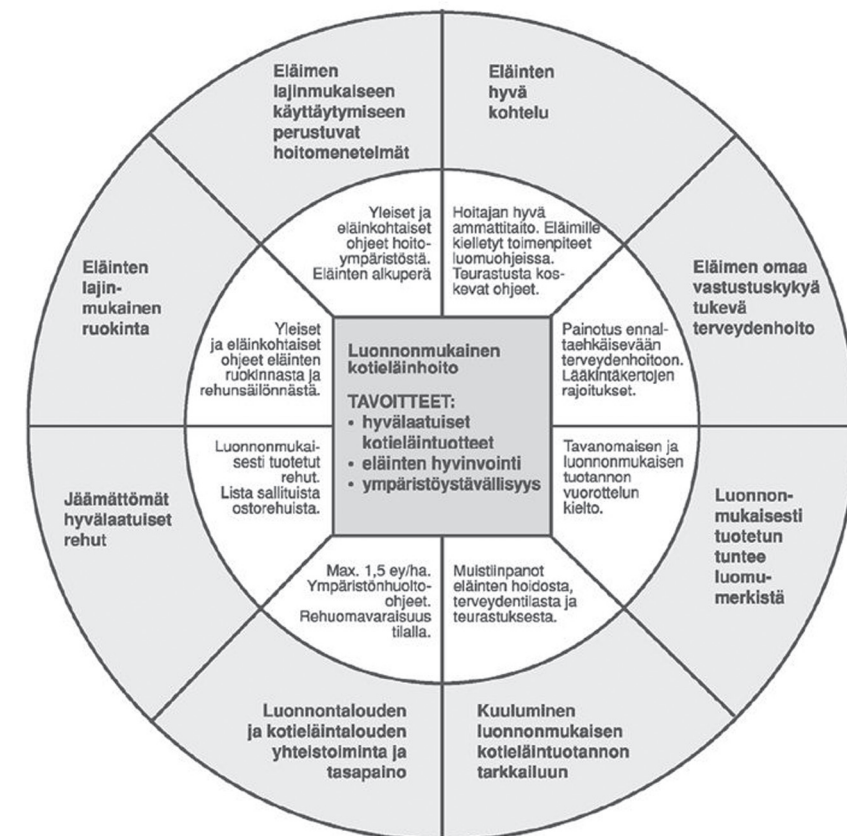 Eläimen
lajinmukaiseen
käyttäytymiseen
perustuvat
hoitomenetelmät
Eläinten
hyvä
kohtelu
Yleiset ja
eläinkohtaiset
ohjeet hoito-
ympäristöstä.
Eläinten alkuperä
Hoitajan hyvä
ammattitaito. Eläimille
kielletyt toimenpiteet
luomuohjeissa.
Teurastusta kos-
kevat ohjeet.
Eläinten
lajin-
mukainen
ruokinta
Eläimen omaa
vastustuskykyä
tukeva
terveydenhoito
Yleiset
ja eläinkohtaiset
ohjeet eläinten
ruokinnasta ja
rehunsäilönnästä.
Luonnonmukainen
kotieläinhoito
TAVOITTEET:
• hyvälaatuiset
kotieläintuotteet
• eläinten hyvinvointi
• ympäristöystävällisyys
Painotus ennal-
taehkäisevään
terveydenhoitoon.
Lääkintäkertojen
rajoitukset.
Jäämättömät
hyvälaatuiset
rehut
Luonnonmukai-
sesti tuotetut
rehut.
Lista sallituista
ostorehuista.
Tavanomaisen ja
luonnonmukaisen
tuotannon
vuorottelun
kielto.
Luonnon-
mukaisesti
tuotetun
tuntee
luomu-
merkistä
Max. 1,5 ey/ha.
Ympäristönhuolto-
ohjeet.
Rehuomavaraisuus
tilalla.
Muistiinpanot
eläinten hoidosta,
terveydentilasta ja
teurastuksesta.
Luonnontalouden
ja kotieläintalouden
yhteistoiminta ja
tasapaino
Kuuluminen
luonnonmukaisen
kotieläintuotannon
tarkkailuun